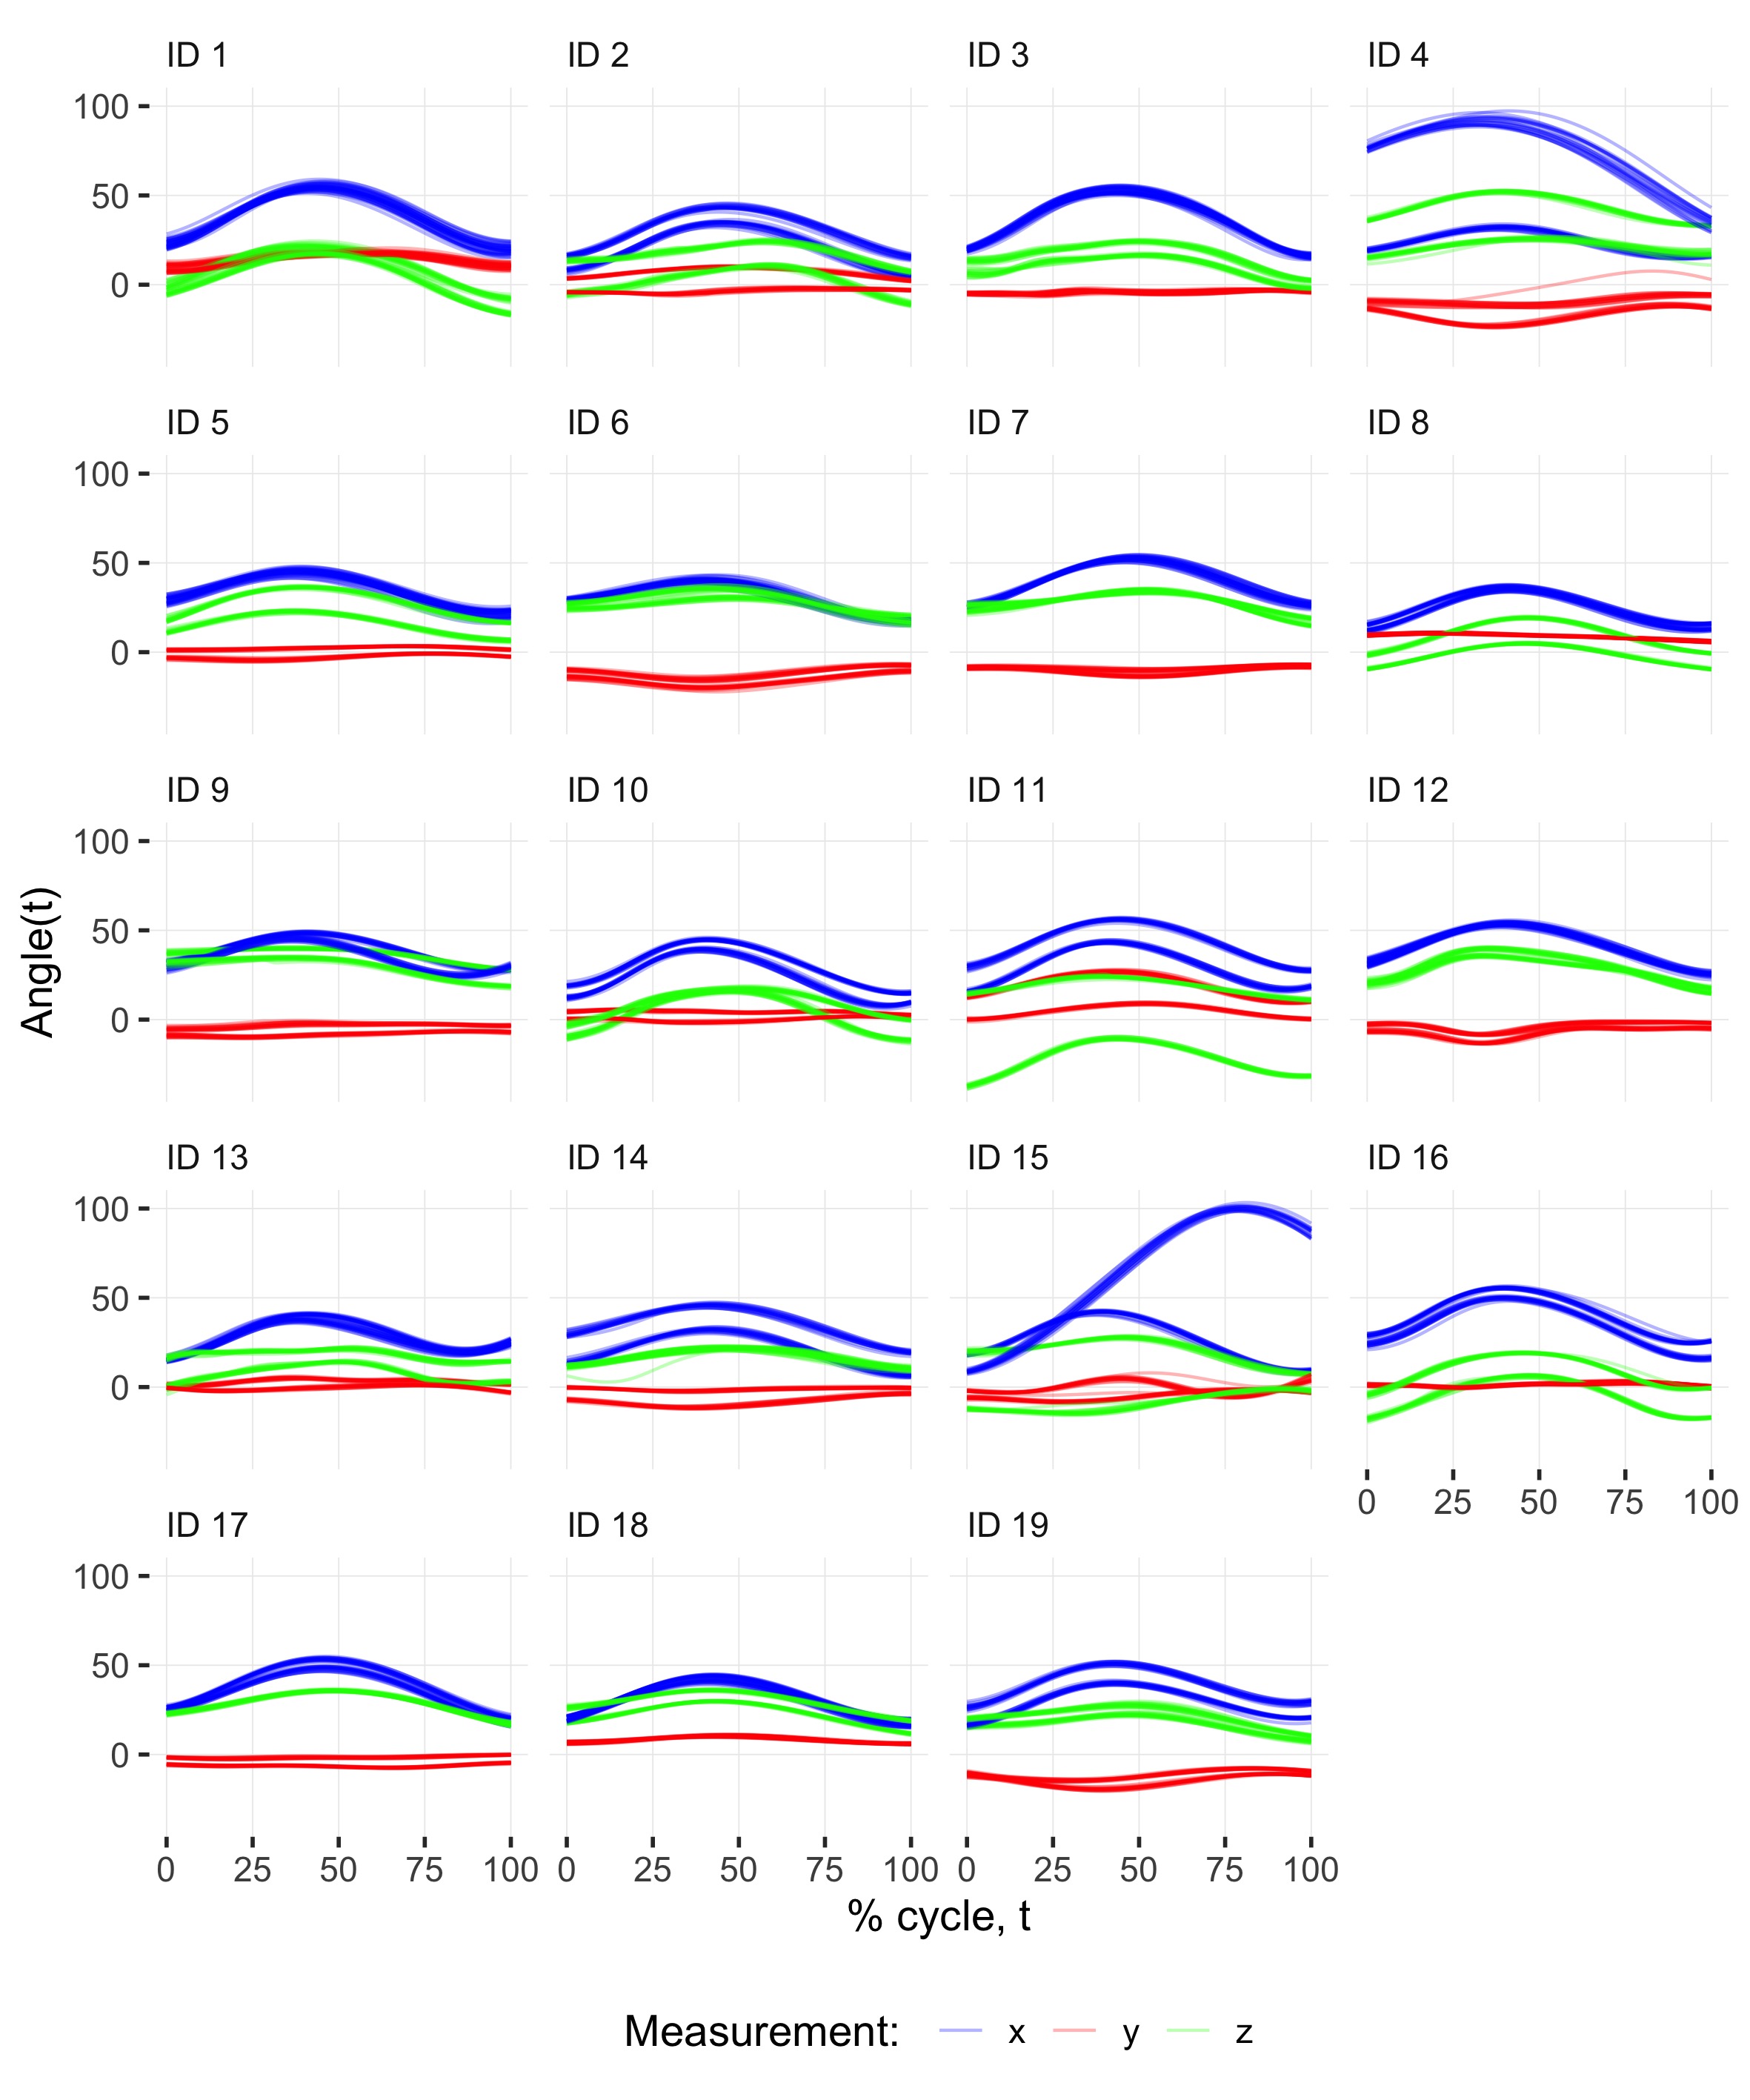 ID 1 ID 2 ID 3 ID 4
100
50
0
ID 5 ID 6 ID 7 ID 8
100
50
0
ID 9 ID 10 ID 11 ID 12
100
50
0
ID 13 ID 14 ID 15 ID 16
100
50
0
0 25 50 75 100
ID 17 ID 18 ID 19
100
50
0
0 25 50 75 100 0 25 50 75 100 0 25 50 75 100
Angle(t)
% cycle, t
Measurement: x y z